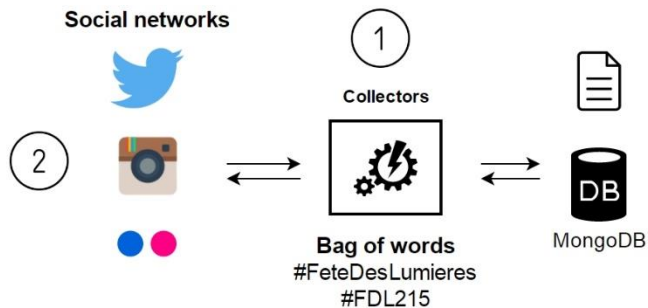 Social networks
1
Collectors
2
DB
MongoDB
Bag of words
#FeteDesLumieres
#FDL215